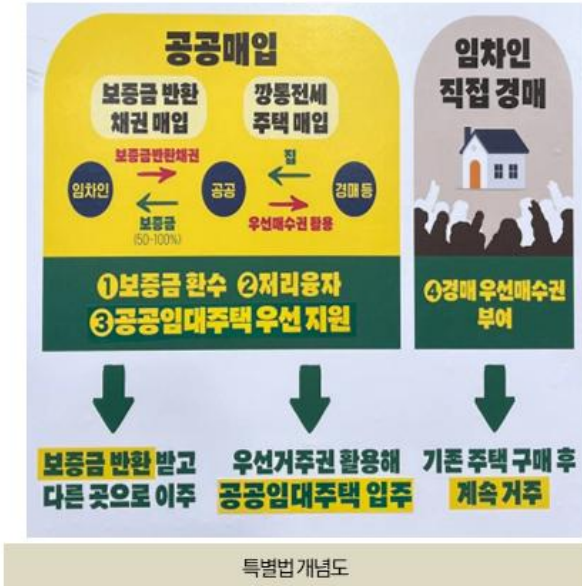 공공매입
보증금 반환
채권 매입
깡통전세
주택 매입
보증금반환채권
집
임차인
공공
경매 등
보증금
(50-100%)
우선매수권 활용
❶보증금 환수 ❷저리융자
❸공공임대주택 우선 지원
임차인
직접 경매
❹경매 우선매수권
부여
보증금 반환 받고
다른 곳으로 이주
우선거주권 활용해
공공임대주택 입주
기존 주택 구매 후
계속 거주
특별법 개념도